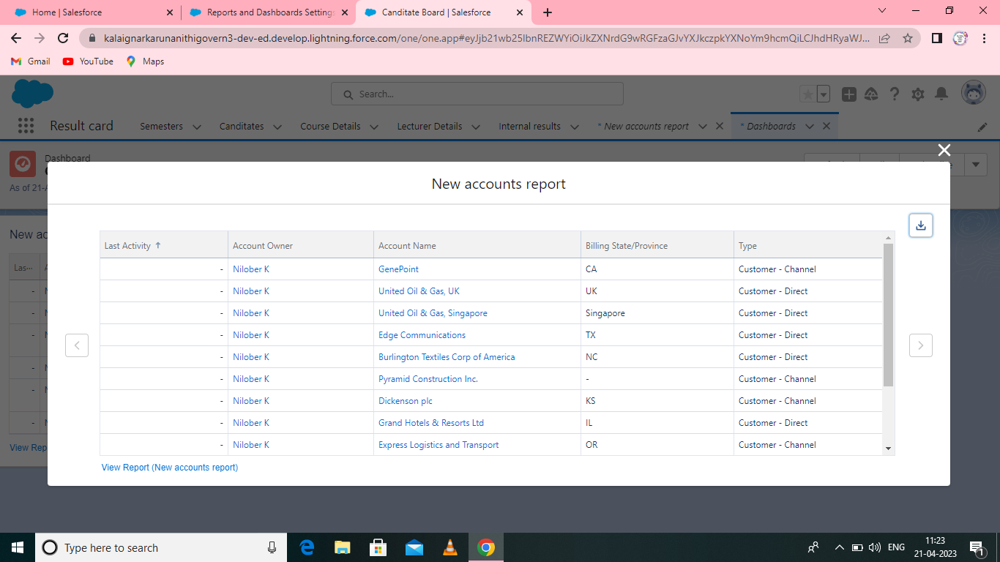 Home | Salesforce
Reports and Dashboards Settings
Canditate Board | Salesforce
kalaignarkarunanithigovern3-dev-ed.develop.lightning.force.com/one/one.app#eyJjb21wb25lbnREZWYiOiJkZXNrdG9wRGFzaGJvYXJkczpkYXNoYm9hcmQiLCJhdHRyaWJ...
Gmail
YouTube
Maps
Search...
Result card
Semesters
Canditates
Course Details
Lecturer Details
Internal results
* New accounts report
* Dashboards
Dashboard
As of 21-
New ac
Las...
View Rep
New accounts report
Last Activity ↑ Account Owner Account Name Billing State/Province Type
- Nilober K GenePoint CA Customer - Channel
- Nilober K United Oil & Gas, UK UK Customer - Direct
- Nilober K United Oil & Gas, Singapore Singapore Customer - Direct
- Nilober K Edge Communications TX Customer - Direct
- Nilober K Burlington Textiles Corp of America NC Customer - Direct
- Nilober K Pyramid Construction Inc. - Customer - Channel
- Nilober K Dickenson plc KS Customer - Channel
- Nilober K Grand Hotels & Resorts Ltd IL Customer - Direct
- Nilober K Express Logistics and Transport OR Customer - Channel
View Report (New accounts report)
Type here to search
ENG
11:23
21-04-2023
1